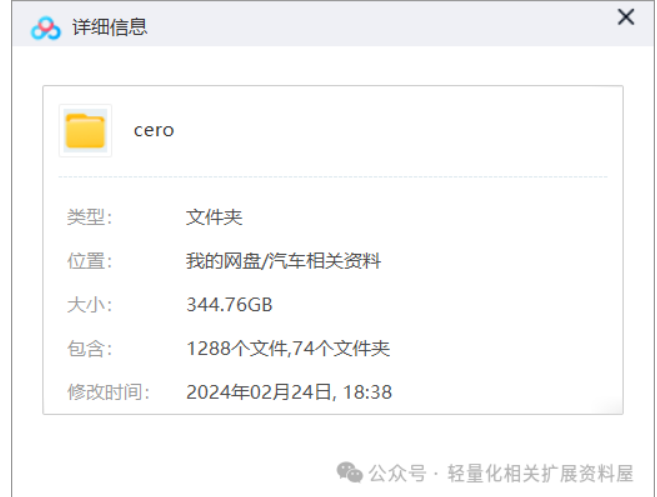 详细信息
cero
类型: 文件夹
位置: 我的网盘/汽车相关资料
大小: 344.76GB
包含: 1288个文件,74个文件夹
修改时间: 2024年02月24日, 18:38
公众号 · 轻量化相关扩展资料屋